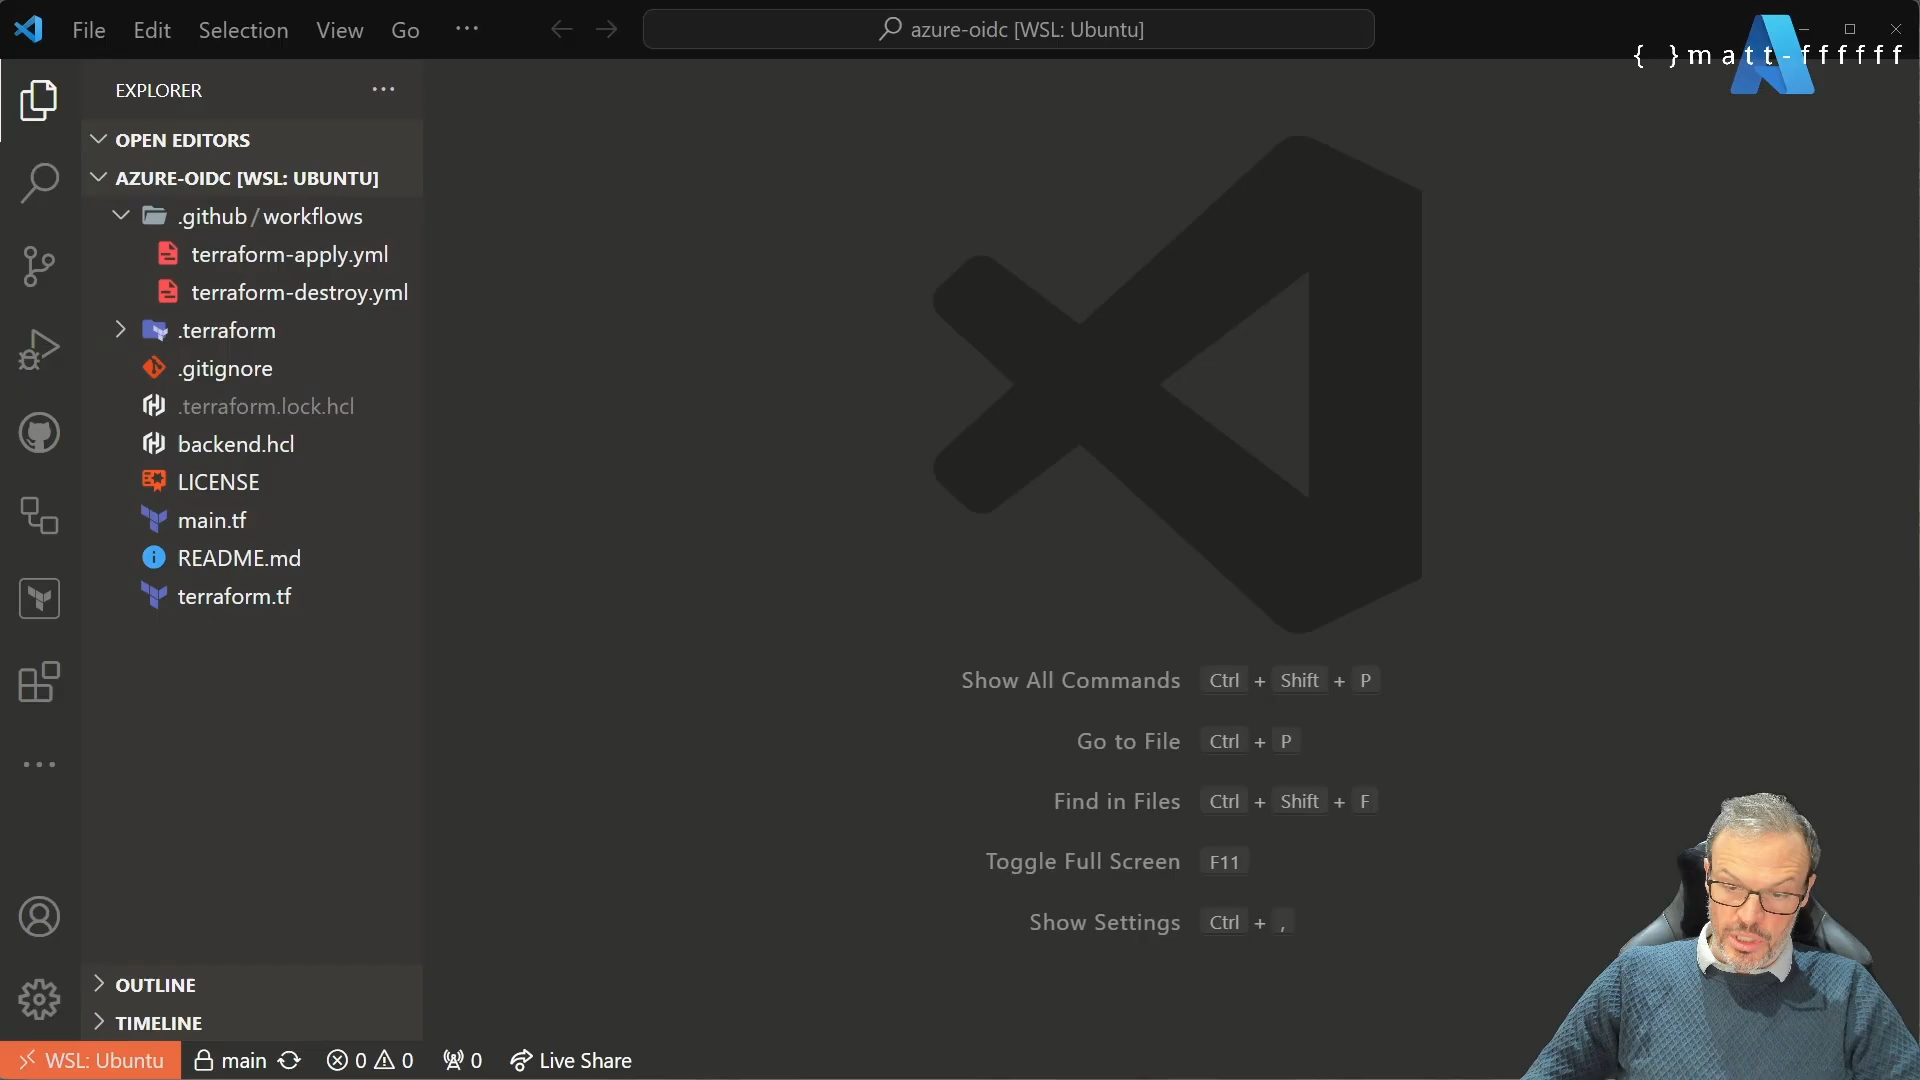 File Edit Selection View Go ···
azure-oidc [WSL: Ubuntu]
{ }matt-ffffff
EXPLORER ···
OPEN EDITORS
AZURE-OIDC [WSL: UBUNTU]
.github/workflows
terraform-apply.yml
terraform-destroy.yml
.terraform
.gitignore
.terraform.lock.hcl
backend.hcl
LICENSE
main.tf
README.md
terraform.tf
Show All Commands Ctrl + Shift + P
Go to File Ctrl + P
Find in Files Ctrl + Shift + F
Toggle Full Screen F11
Show Settings Ctrl + ,
OUTLINE
TIMELINE
WSL: Ubuntu main 0 0 0 Live Share